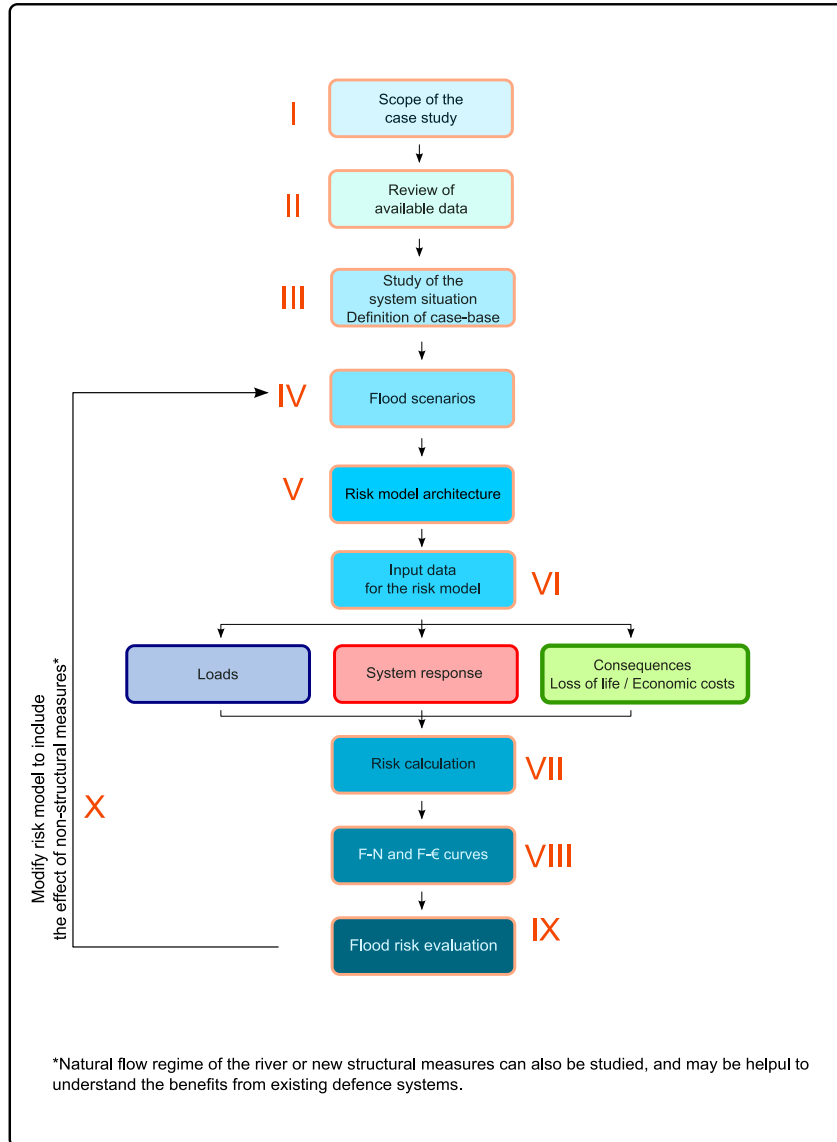 I
Scope of the
case study
II
Review of
available data
III
Study of the
system situation
Definition of case-base
IV
Flood scenarios
V
Risk model architecture
Input data
for the risk model
VI
Loads
System response
Consequences
Loss of life / Economic costs
Risk calculation
VII
F-N and F-€ curves
VIII
Flood risk evaluation
IX
X
Modify risk model to include
the effect of non-structural measures*
*Natural flow regime of the river or new structural measures can also be studied, and may be helpul to
understand the benefits from existing defence systems.